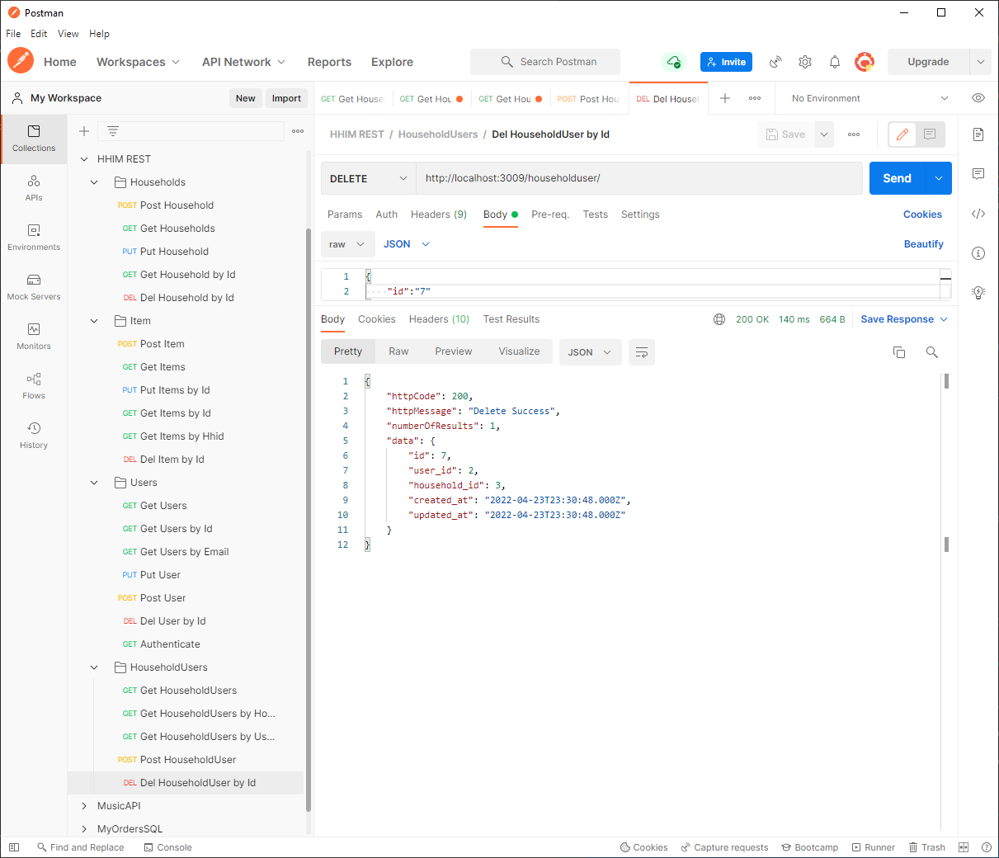 Postman
File Edit View Help
Home Workspaces API Network Reports Explore Search Postman Invite Upgrade
My Workspace New Import
GET Get House GET Get Hou GET Get Hou POST Post Hou DEL Del Househ No Environment
Collections
APIs
Environments
Mock Servers
Monitors
Flows
History
HHIM REST
Households
POST Post Household
GET Get Households
PUT Put Household
GET Get Household by Id
DEL Del Household by Id
Item
POST Post Item
GET Get Items
PUT Put Items by Id
GET Get Items by Id
GET Get Items by Hhid
DEL Del Item by Id
Users
GET Get Users
GET Get Users by Id
GET Get Users by Email
PUT Put User
POST Post User
DEL Del User by Id
GET Authenticate
HouseholdUsers
GET Get HouseholdUsers
GET Get HouseholdUsers by Ho...
GET Get HouseholdUsers by Us...
POST Post HouseholdUser
DEL Del HouseholdUser by Id
MusicAPI
MyOrdersSQL
HHIM REST / HouseholdUsers / Del HouseholdUser by Id Save
DELETE http://localhost:3009/householduser/ Send
Params Auth Headers (9) Body Pre-req. Tests Settings Cookies
raw JSON Beautify
1 {
2 "id":"7"
Body Cookies Headers (10) Test Results 200 OK 140 ms 664 B Save Response
Pretty Raw Preview Visualize JSON
1 {
2 "httpCode": 200,
3 "httpMessage": "Delete Success",
4 "numberOfResults": 1,
5 "data": {
6 "id": 7,
7 "user_id": 2,
8 "household_id": 3,
9 "created_at": "2022-04-23T23:30:48.000Z",
10 "updated_at": "2022-04-23T23:30:48.000Z"
11 }
12 }
Find and Replace Console Cookies Capture requests Bootcamp Runner Trash